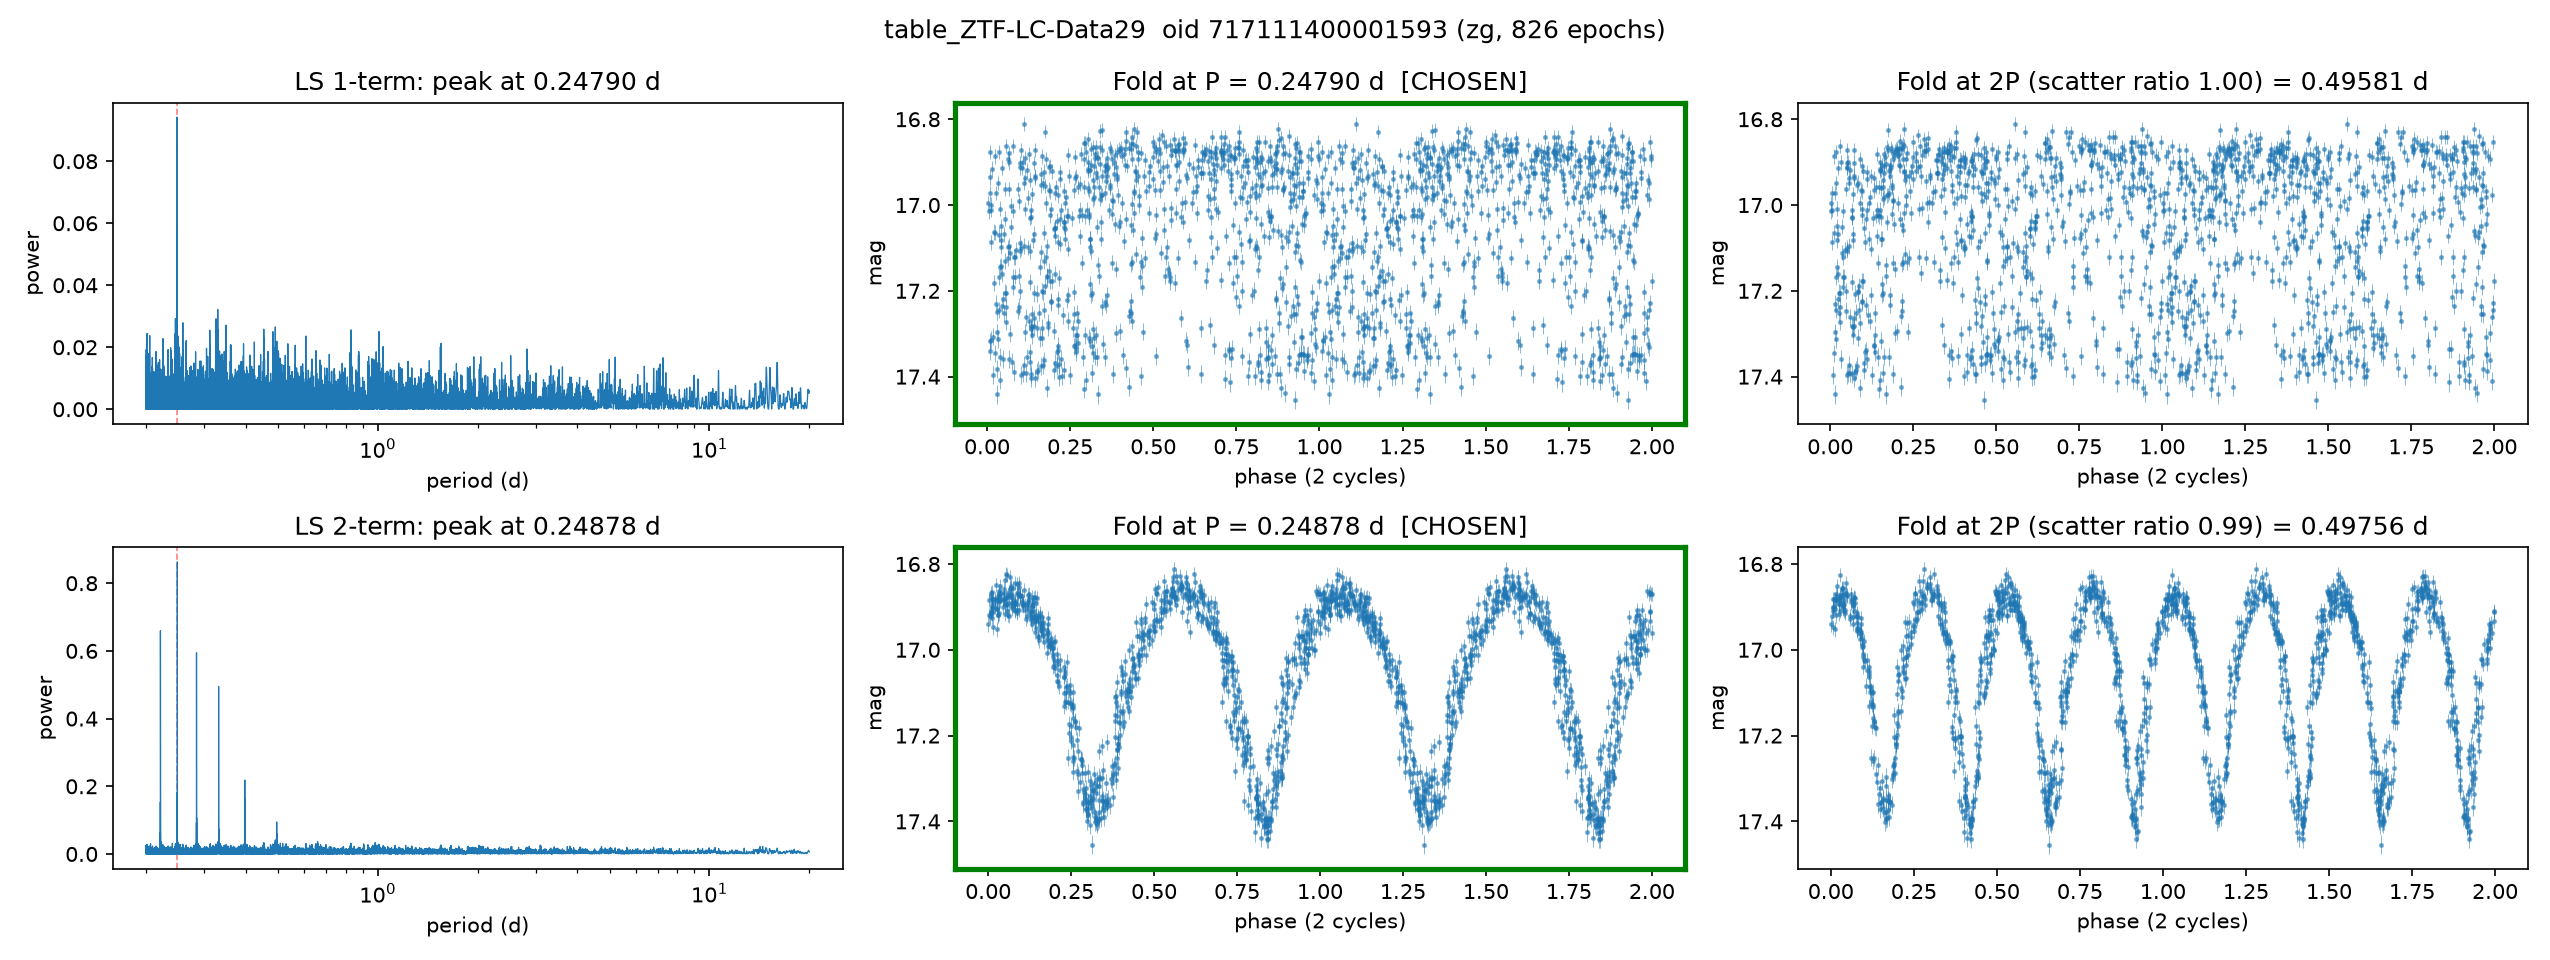 table_ZTF-LC-Data29  oid 717111400001593 (zg, 826 epochs)
LS 1-term: peak at 0.24790 d
power
0.08
0.06
0.04
0.02
0.00
10⁰
10¹
period (d)
Fold at P = 0.24790 d  [CHOSEN]
mag
16.8
17.0
17.2
17.4
0.00 0.25 0.50 0.75 1.00 1.25 1.50 1.75 2.00
phase (2 cycles)
Fold at 2P (scatter ratio 1.00) = 0.49581 d
mag
16.8
17.0
17.2
17.4
0.00 0.25 0.50 0.75 1.00 1.25 1.50 1.75 2.00
phase (2 cycles)
LS 2-term: peak at 0.24878 d
power
0.8
0.6
0.4
0.2
0.0
10⁰
10¹
period (d)
Fold at P = 0.24878 d  [CHOSEN]
mag
16.8
17.0
17.2
17.4
0.00 0.25 0.50 0.75 1.00 1.25 1.50 1.75 2.00
phase (2 cycles)
Fold at 2P (scatter ratio 0.99) = 0.49756 d
mag
16.8
17.0
17.2
17.4
0.00 0.25 0.50 0.75 1.00 1.25 1.50 1.75 2.00
phase (2 cycles)